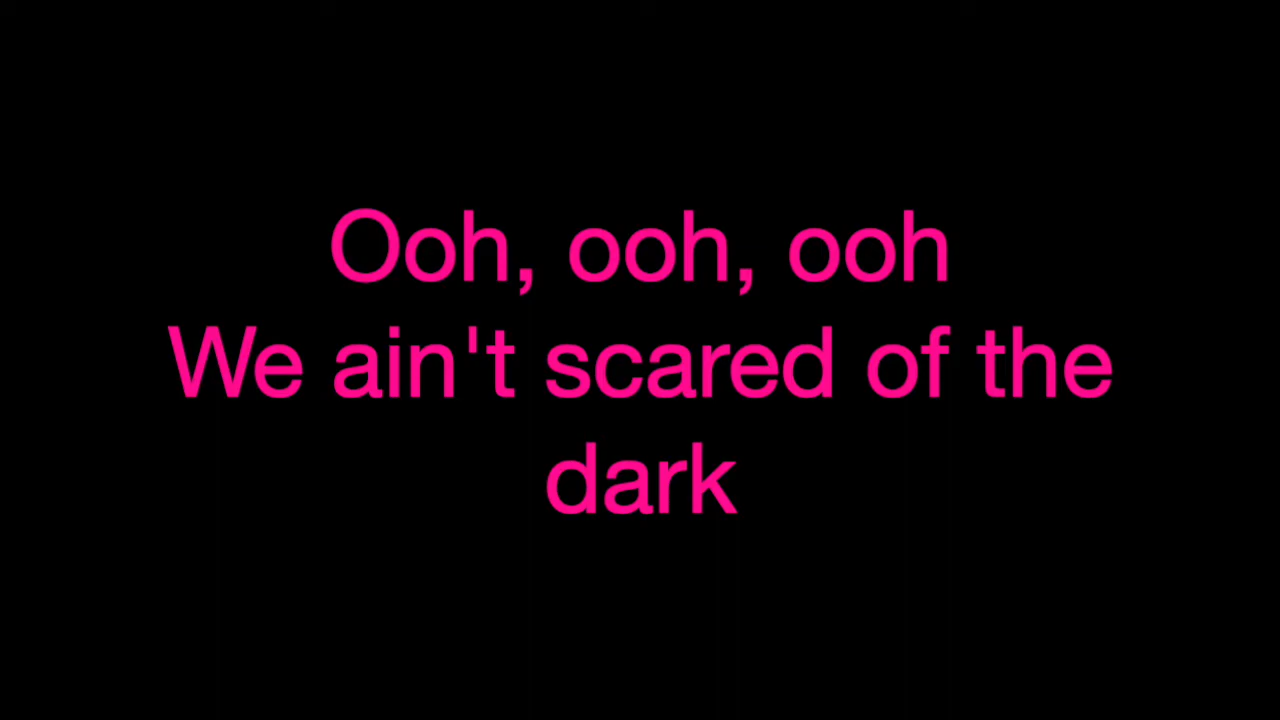 Ooh, ooh, ooh
We ain't scared of the
dark